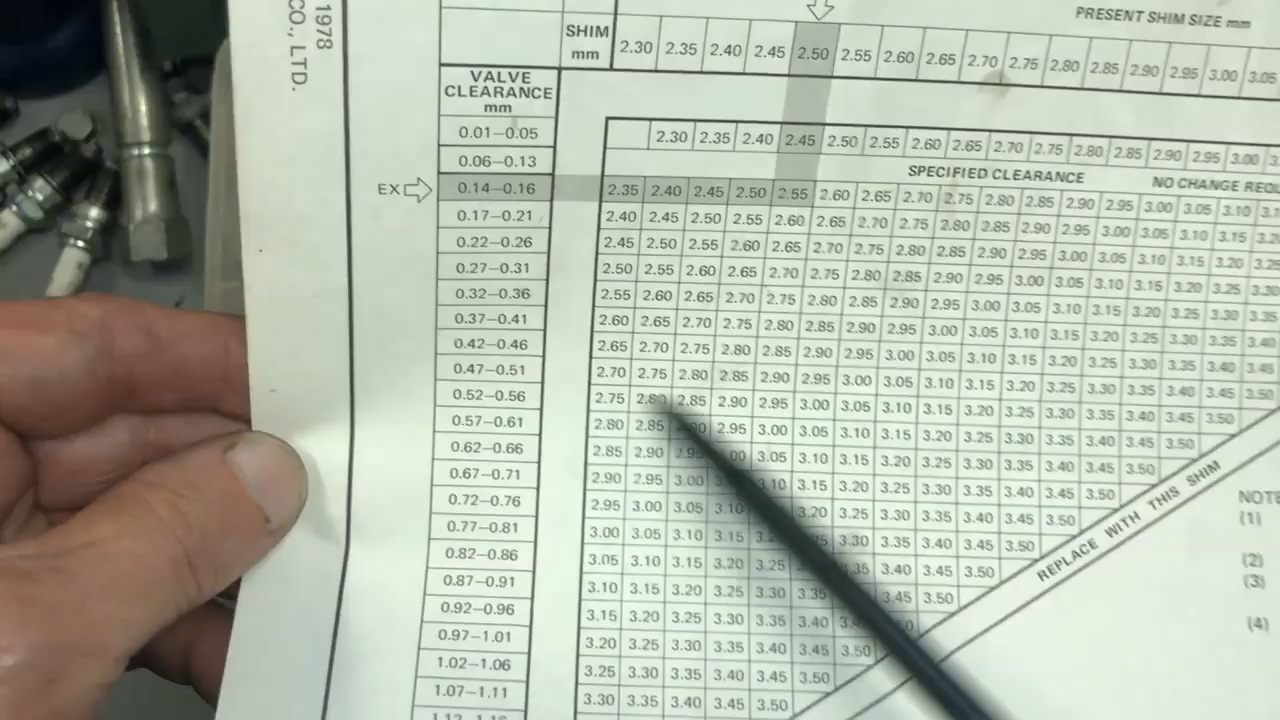 1978
CO., LTD.
PRESENT SHIM SIZE mm
SHIM mm 2.30 2.35 2.40 2.45 2.50 2.55 2.60 2.65 2.70 2.75 2.80 2.85 2.90 2.95 3.00 3.05
VALVE
CLEARANCE
mm
0.01–0.05 2.30 2.35 2.40 2.45 2.50 2.55 2.60 2.65 2.70 2.75 2.80 2.85 2.90 2.95 3.00
0.06–0.13 SPECIFIED CLEARANCE NO CHANGE
EX 0.14–0.16 2.35 2.40 2.45 2.50 2.55 2.60 2.65 2.70 2.75 2.80 2.85 2.90 2.95 3.00 3.05 3.10
0.17–0.21 2.40 2.45 2.50 2.55 2.60 2.65 2.70 2.75 2.80 2.85 2.90 2.95 3.00 3.05 3.10 3.15
0.22–0.26 2.45 2.50 2.55 2.60 2.65 2.70 2.75 2.80 2.85 2.90 2.95 3.00 3.05 3.10 3.15 3.20 3.25
0.27–0.31 2.50 2.55 2.60 2.65 2.70 2.75 2.80 2.85 2.90 2.95 3.00 3.05 3.10 3.15 3.20 3.25 3.30
0.32–0.36 2.55 2.60 2.65 2.70 2.75 2.80 2.85 2.90 2.95 3.00 3.05 3.10 3.15 3.20 3.25 3.30 3.35
0.37–0.41 2.60 2.65 2.70 2.75 2.80 2.85 2.90 2.95 3.00 3.05 3.10 3.15 3.20 3.25 3.30 3.35 3.40
0.42–0.46 2.65 2.70 2.75 2.80 2.85 2.90 2.95 3.00 3.05 3.10 3.15 3.20 3.25 3.30 3.35 3.40 3.45
0.47–0.51 2.70 2.75 2.80 2.85 2.90 2.95 3.00 3.05 3.10 3.15 3.20 3.25 3.30 3.35 3.40 3.45 3.50
0.52–0.56 2.75 2.80 2.85 2.90 2.95 3.00 3.05 3.10 3.15 3.20 3.25 3.30 3.35 3.40 3.45 3.50
0.57–0.61 2.80 2.85 2.95 3.00 3.05 3.10 3.15 3.20 3.25 3.30 3.35 3.40 3.45 3.50
0.62–0.66 2.85 2.90 3.05 3.10 3.15 3.20 3.25 3.30 3.35 3.40 3.45 3.50
0.67–0.71 2.90 2.95 3.00 3.10 3.15 3.20 3.25 3.30 3.35 3.40 3.45 3.50
0.72–0.76 2.95 3.00 3.05 3.10 3.20 3.25 3.30 3.35 3.40 3.45 3.50
0.77–0.81 3.00 3.05 3.10 3.15 3.30 3.35 3.40 3.45 3.50
0.82–0.86 3.05 3.10 3.15 3.20 3.25 3.40 3.45 3.50
0.87–0.91 3.10 3.15 3.20 3.25 3.30 3.35 3.45 3.50
0.92–0.96 3.15 3.20 3.25 3.30 3.35 3.40
0.97–1.01 3.20 3.25 3.30 3.35 3.40 3.45 3.50
1.02–1.06 3.25 3.30 3.35 3.40 3.45 3.50
1.07–1.11 3.30 3.35 3.40 3.45 3.50
REPLACE WITH THIS SHIM
(1)
(2)
(3)
(4)